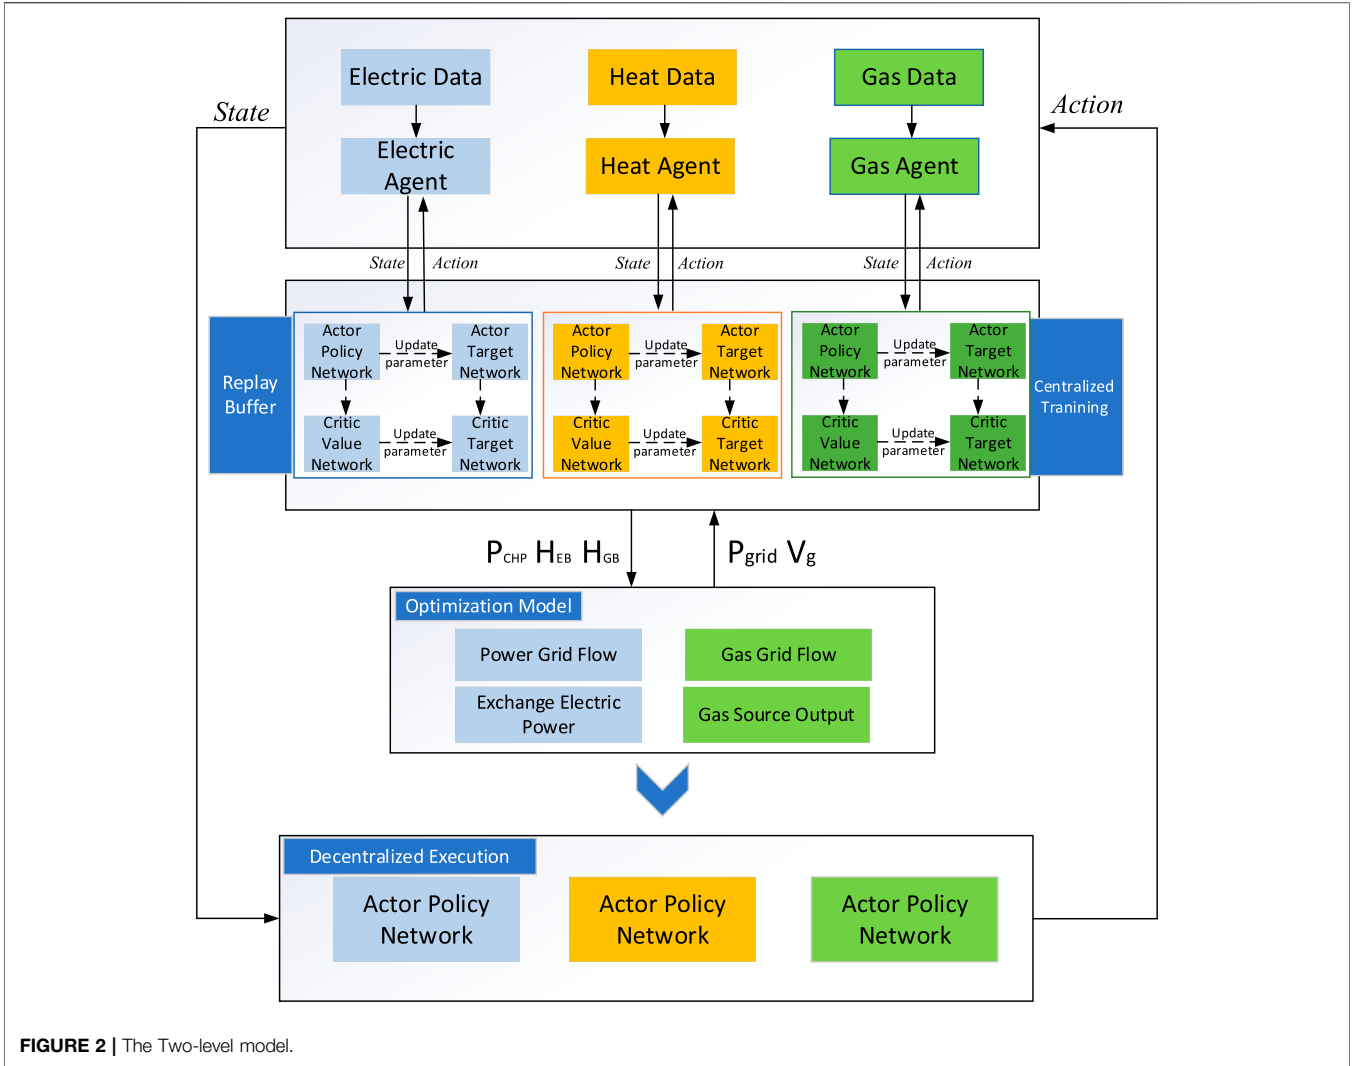 Electric Data
Heat Data
Gas Data
State
Action
Electric
Agent
Heat Agent
Gas Agent
State
Action
State
Action
State
Action
Replay
Buffer
Actor
Policy
Network
Update
parameter
Actor
Target
Network
Critic
Value
Network
Update
parameter
Critic
Target
Network
Actor
Policy
Network
Update
parameter
Actor
Target
Network
Critic
Value
Network
Update
parameter
Critic
Target
Network
Actor
Policy
Network
Update
parameter
Actor
Target
Network
Critic
Value
Network
Update
parameter
Critic
Target
Network
Centralized
Tranining
PCHP HEB HGB
Pgrid Vg
Optimization Model
Power Grid Flow
Gas Grid Flow
Exchange Electric
Power
Gas Source Output
Decentralized Execution
Actor Policy
Network
Actor Policy
Network
Actor Policy
Network
FIGURE 2 | The Two-level model.